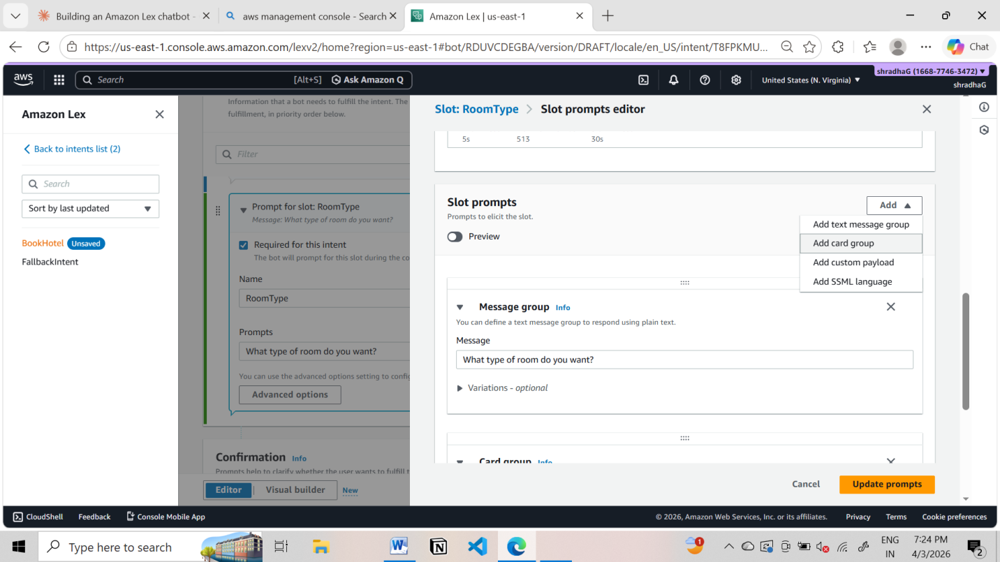 Building an Amazon Lex chatbot -
aws management console - Search
Amazon Lex | us-east-1
https://us-east-1.console.aws.amazon.com/lexv2/home?region=us-east-1#bot/RDUVCDEGBA/version/DRAFT/locale/en_US/intent/T8FPKMU...
Chat
aws
Search
[Alt+S]
Ask Amazon Q
United States (N. Virginia)
shradhaG (1668-7746-3472)
shradhaG
Amazon Lex
Back to intents list (2)
Search
Sort by last updated
BookHotel Unsaved
FallbackIntent
Information that a bot needs to fulfill the intent. The
fulfillment, in priority order below.
Filter
Prompt for slot: RoomType
Message: What type of room do you want?
Required for this intent
The bot will prompt for this slot during the co
Name
RoomType
Prompts
What type of room do you want?
You can use the advanced options setting to config
Advanced options
Confirmation Info
Prompts help to clarify whether the user wants to fulfill t
Editor
Visual builder
New
Slot: RoomType
Slot prompts editor
5s 513 30s
Slot prompts
Prompts to elicit the slot.
Preview
Add
Add text message group
Add card group
Add custom payload
Add SSML language
Message group Info
You can define a text message group to respond using plain text.
Message
What type of room do you want?
Variations - optional
Card group Info
Cancel
Update prompts
CloudShell
Feedback
Console Mobile App
© 2026, Amazon Web Services, Inc. or its affiliates.
Privacy
Terms
Cookie preferences
Type here to search
1
ENG
IN
7:24 PM
4/3/2026
2